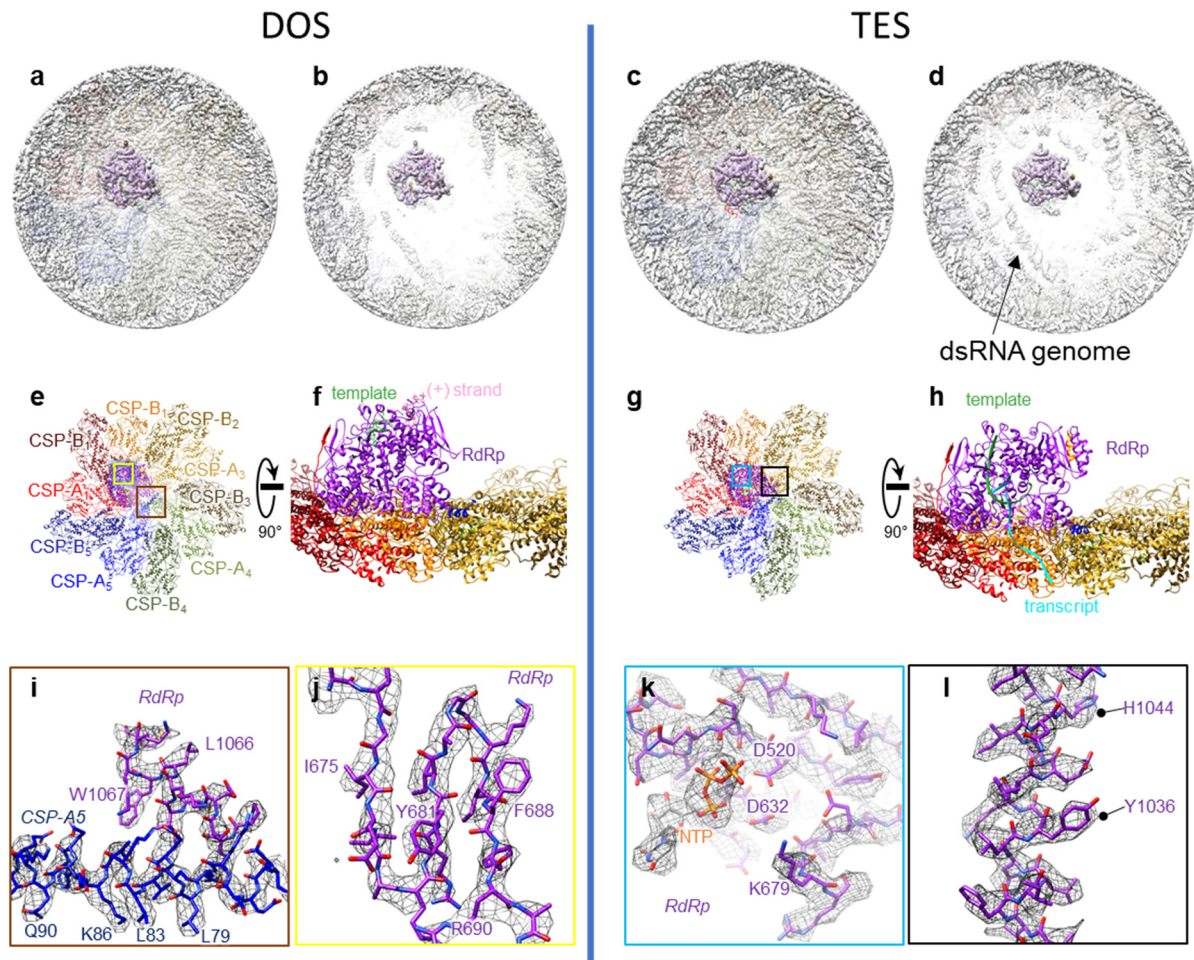 DOS
TES
a
b
c
d
dsRNA genome
e
CSP-B1
CSP-B2
CSP-B1
CSP-A3
CSP-A1
CSP-B3
CSP-B5
CSP-A4
CSP-A5
CSP-B4
90°
f
template
(+) strand
RdRp
g
90°
h
template
RdRp
transcript
i
RdRp
L1066
W1067
CSP-A5
Q90
K86
L83
L79
j
RdRp
I675
Y681
F688
R690
k
D520
D632
NTP
K679
RdRp
l
H1044
Y1036